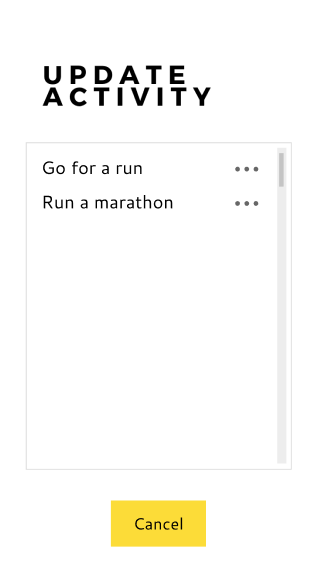 UPDATE
ACTIVITY
Go for a run
Run a marathon
Cancel